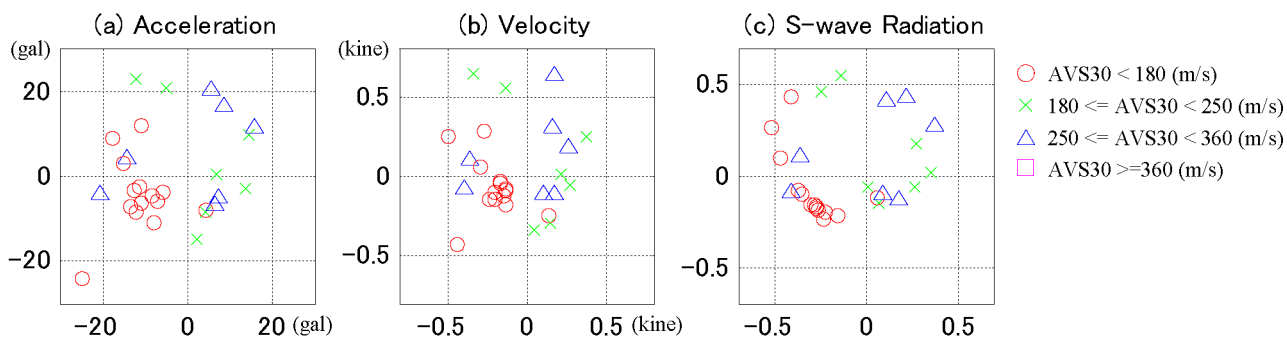 (a) Acceleration
(gal)
20
0
−20
−20 0 20 (gal)
(b) Velocity
(kine)
0.5
0
−0.5
−0.5 0 0.5 (kine)
(c) S-wave Radiation
0.5
0
−0.5
−0.5 0 0.5
AVS30 < 180 (m/s)
180 <= AVS30 < 250 (m/s)
250 <= AVS30 < 360 (m/s)
AVS30 >=360 (m/s)